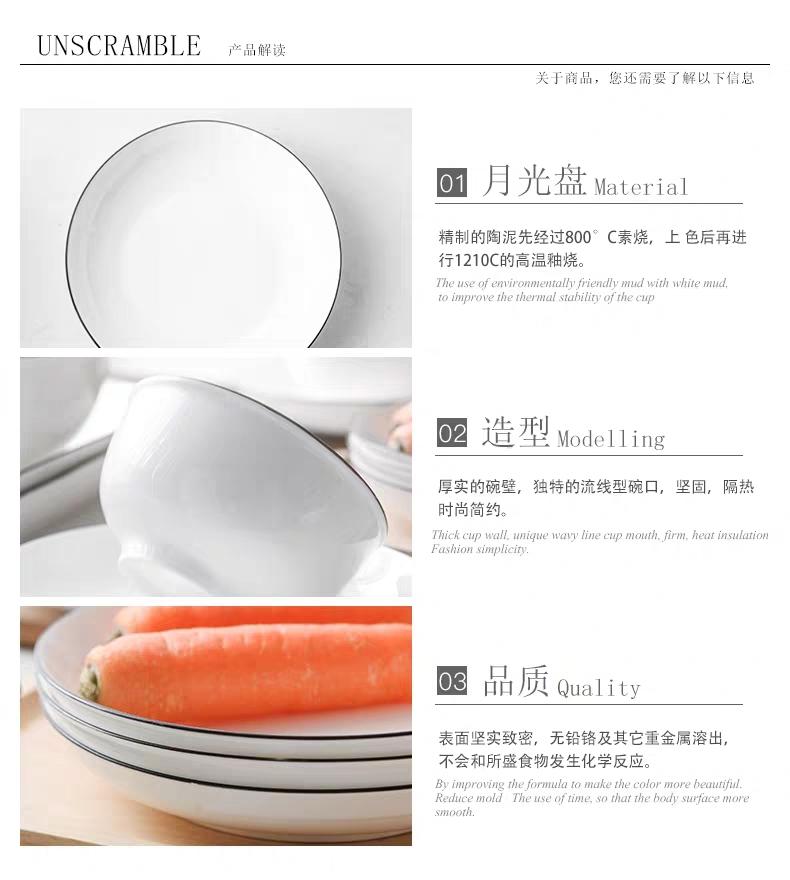 UNSCRAMBLE 产品解读
关于商品，您还需要了解以下信息
01 月光盘 Material
精制的陶泥先经过800°C素烧，上 色后再进
行1210C的高温釉烧。
The use of environmentally friendly mud with white mud,
to improve the thermal stability of the cup
02 造型 Modelling
厚实的碗壁，独特的流线型碗口，坚固，隔热
时尚简约。
Thick cup wall, unique wavy line cup mouth, firm, heat insulation
Fashion simplicity.
03 品质 Quality
表面坚实致密，无铅铬及其它重金属溶出，
不会和所盛食物发生化学反应。
By improving the formula to make the color more beautiful.
Reduce mold The use of time, so that the body surface more
smooth.